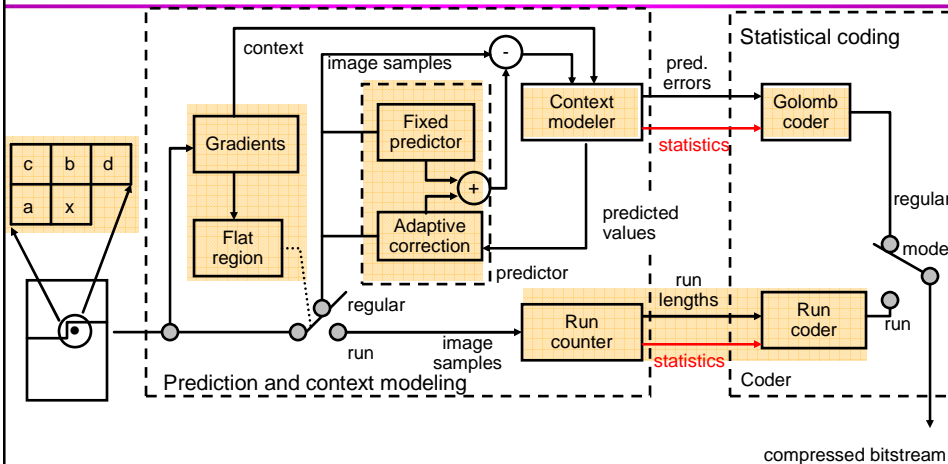 context
image samples
-
pred.
errors
Statistical coding
Gradients
Fixed
predictor
Context
modeler
Golomb
coder
statistics
c b d
a x
+
Flat
region
Adaptive
correction
predicted
values
regular
mode
predictor
regular
run
lengths
run
image
samples
Run
counter
Run
coder
run
statistics
Prediction and context modeling
Coder
compressed bitstream